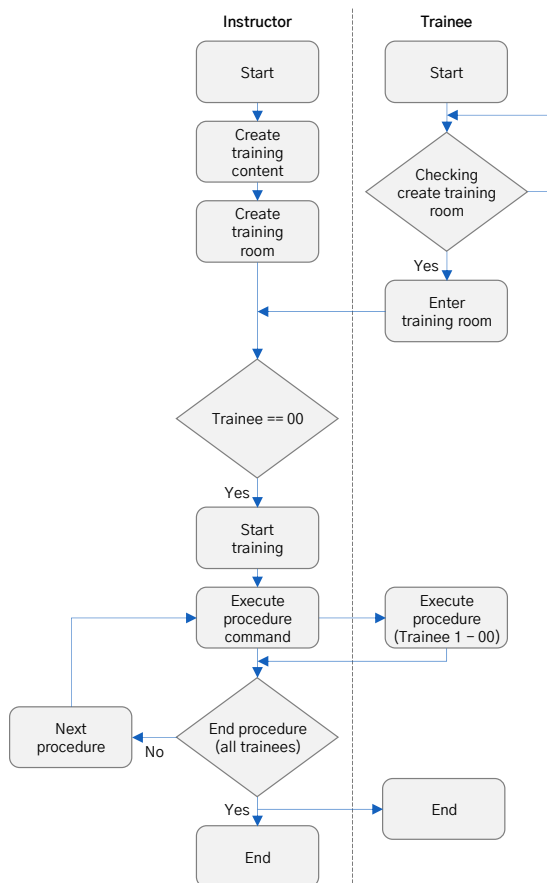 Instructor
Trainee
Start
Start
Create
training
content
Checking
create training
room
Create
training
room
Yes
Enter
training room
Trainee == 00
Yes
Start
training
Execute
procedure
command
Execute
procedure
(Trainee 1 – 00)
End procedure
(all trainees)
Next
procedure
No
Yes
End
End